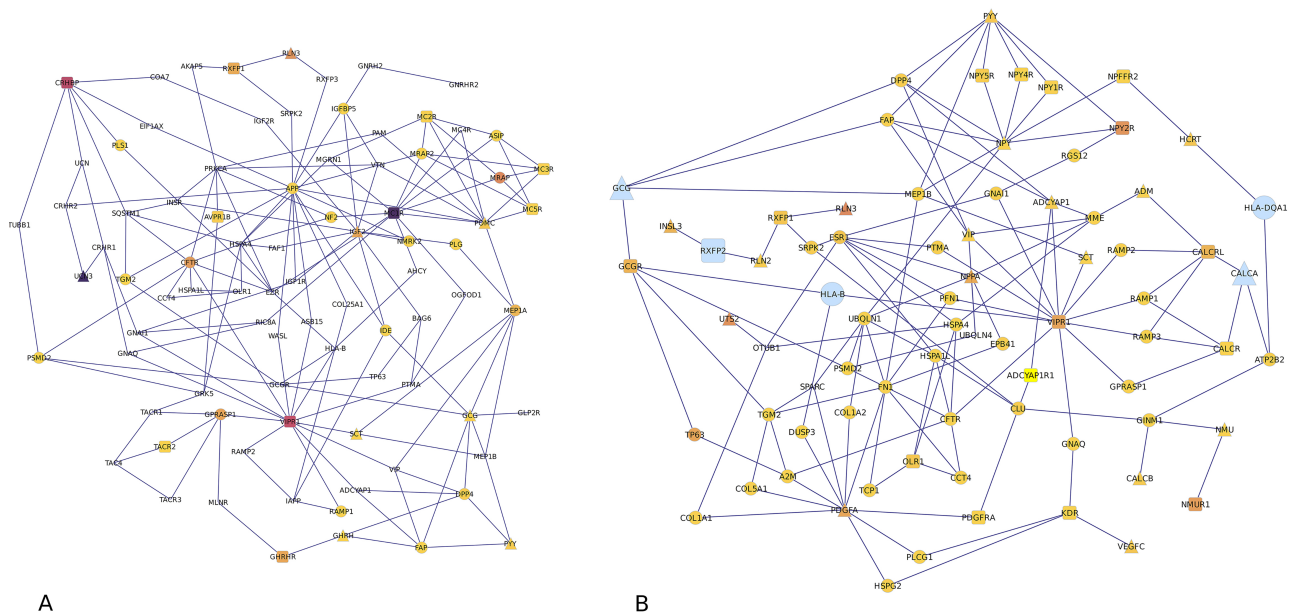 RLN3
AKAP5
RXFP1
GNRH2
COA7
RXFP3
CRHBP
GNRHR2
IGFBP5
SRPK2
IGF2R
EIF1AX
MC2R
MC4R
PAM
ASIP
PLS1
MRAP2
MGRN1
VTN
UCN
PRKCA
MC3R
MRAP
APP
INSR
CRHR2
SQSTM1
AVPR1B
NF2
MC1R
MC5R
TUBB1
POMC
IGF2
HSPA4
FAF1
NMRK2
PLG
CRHR1
CFTR
AHCY
UCN3
TGM2
IGF1R
HSPA1L
OLR1
CCT4
OGFOD1
COL25A1
MEP1A
RIC8A
ASB15
BAG6
GNAI1
WASL
IDE
HLA-B
GNAQ
PSMD2
TP63
GCGR
PTMA
GRK5
TACR1
GPRASP1
VIPR1
GCG
GLP2R
SCT
TACR2
RAMP2
MEP1B
TAC4
VIP
ADCYAP1
DPP4
TACR3
MLNR
IAPP
RAMP1
GHRH
PYY
FAP
GHRHR
A
PYY
DPP4
NPY5R
NPY4R
NPY1R
NPFFR2
FAP
NPY2R
NPY
HCRT
RGS12
GCG
MEP1B
GNAI1
ADCYAP1
ADM
RLN3
RXFP1
MME
HLA-DQA1
INSL3
ESR1
VIP
SRPK2
PTMA
RAMP2
CALCRL
RXFP2
RLN2
SCT
GCGR
NPPA
CALCA
HLA-B
PFN1
RAMP1
UTS2
UBQLN1
HSPA4
VIPR1
UBQLN4
RAMP3
OTUB1
EPB41
CALCR
HSPA1L
ATP2B2
PSMD2
ADCYAP1R1
SPARC
FN1
GPRASP1
TGM2
COL1A2
CLU
CFTR
GINM1
NMU
TP63
DUSP3
GNAQ
OLR1
A2M
CCT4
CALCB
COL5A1
TCP1
NMUR1
PDGFA
COL1A1
PDGFRA
KDR
VEGFC
PLCG1
HSPG2
B